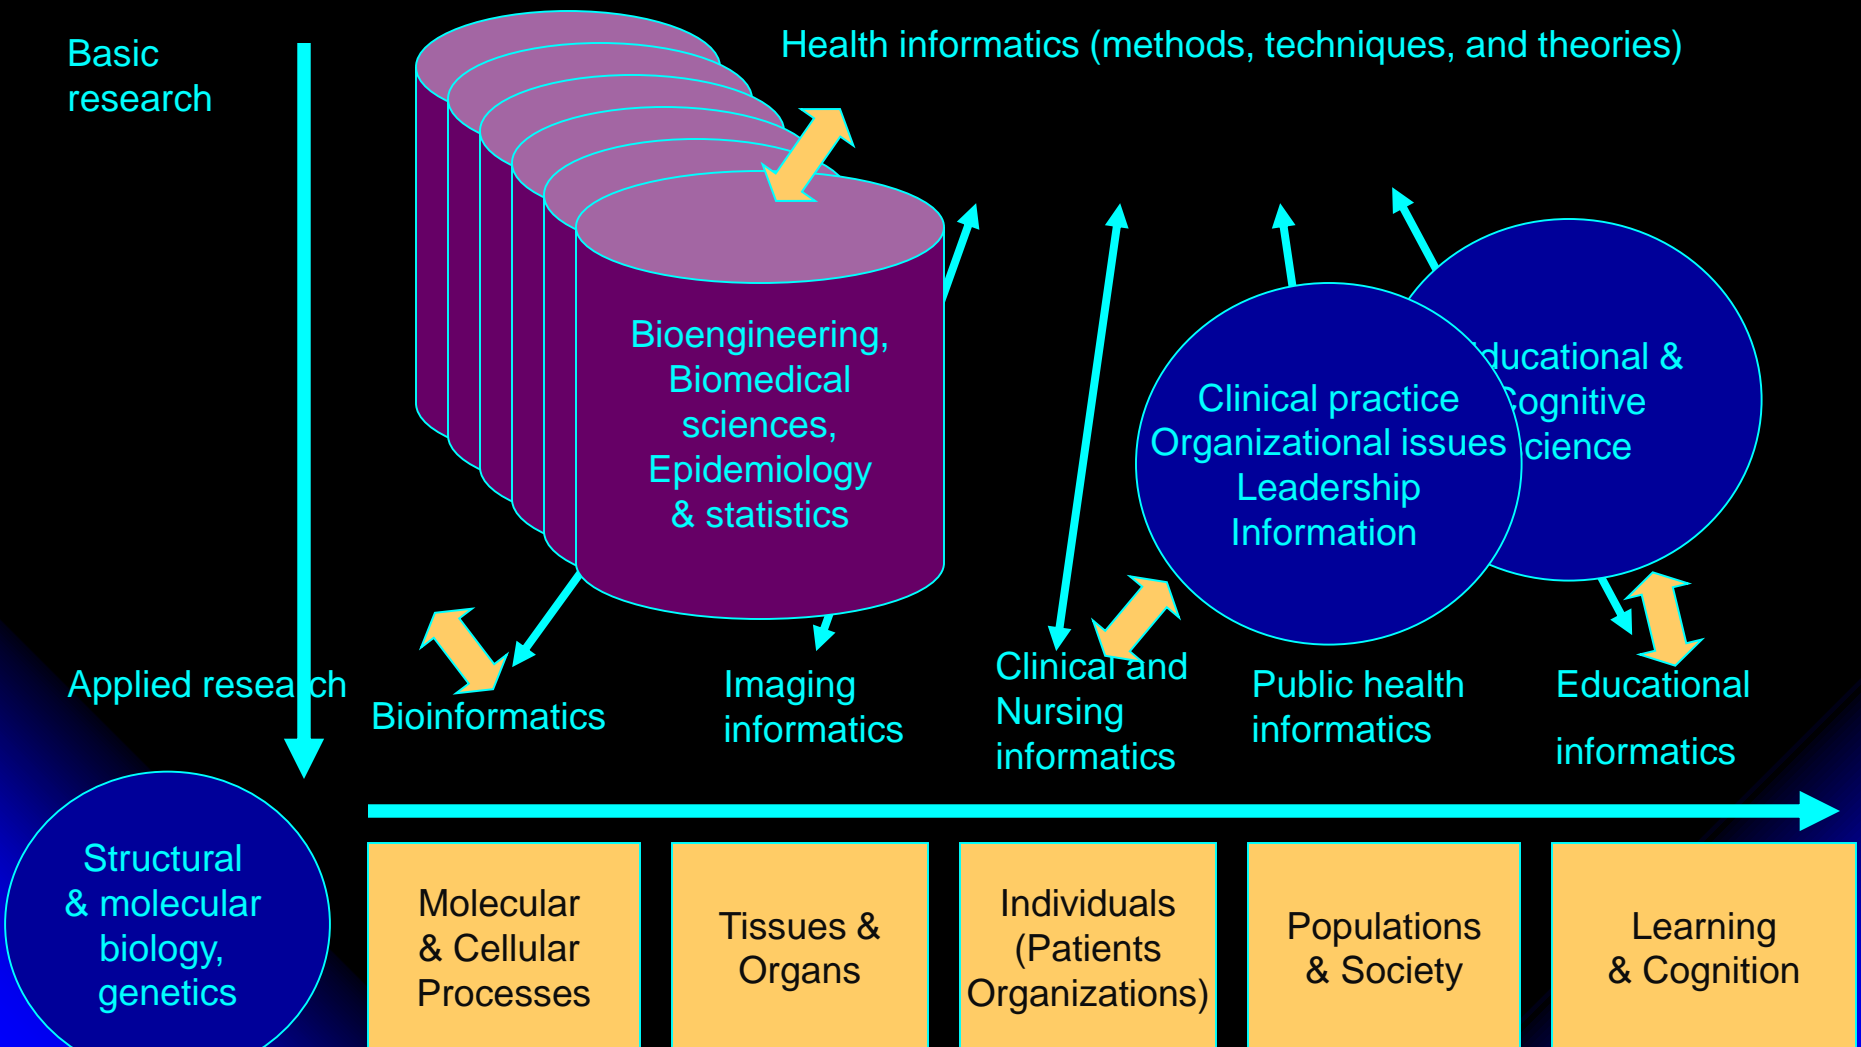 Basic
research
Health informatics (methods, techniques, and theories)
Bioengineering,
Biomedical
sciences,
Epidemiology
& statistics
Clinical practice
Organizational issues
Leadership
Information
ducational &
ognitive
cience
Applied research
Bioinformatics
Imaging
informatics
Clinical and
Nursing
informatics
Public health
informatics
Educational
informatics
Structural
& molecular
biology,
genetics
Molecular
& Cellular
Processes
Tissues &
Organs
Individuals
(Patients
Organizations)
Populations
& Society
Learning
& Cognition